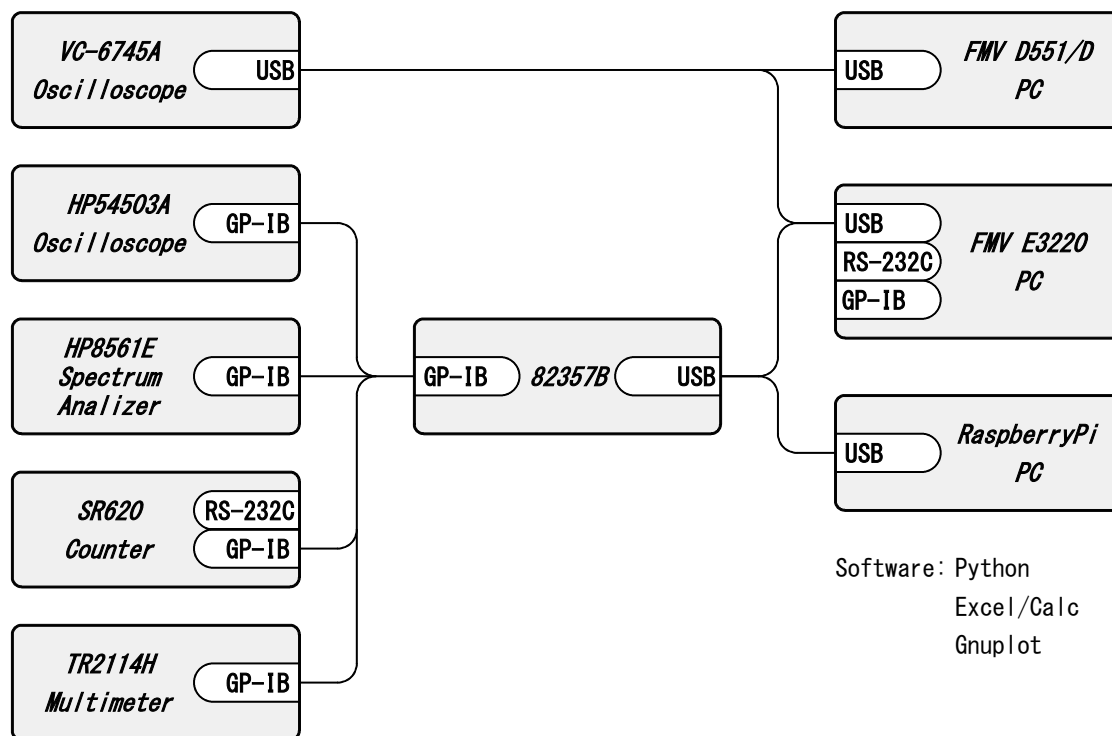 VC-6745A
Oscilloscope
USB
HP54503A
Oscilloscope
GP-IB
HP8561E
Spectrum
Analizer
GP-IB
SR620
Counter
RS-232C
GP-IB
TR2114H
Multimeter
GP-IB
GP-IB
82357B
USB
USB
FMV D551/D
PC
USB
RS-232C
GP-IB
FMV E3220
PC
USB
RaspberryPi
PC
Software: Python
Excel/Calc
Gnuplot